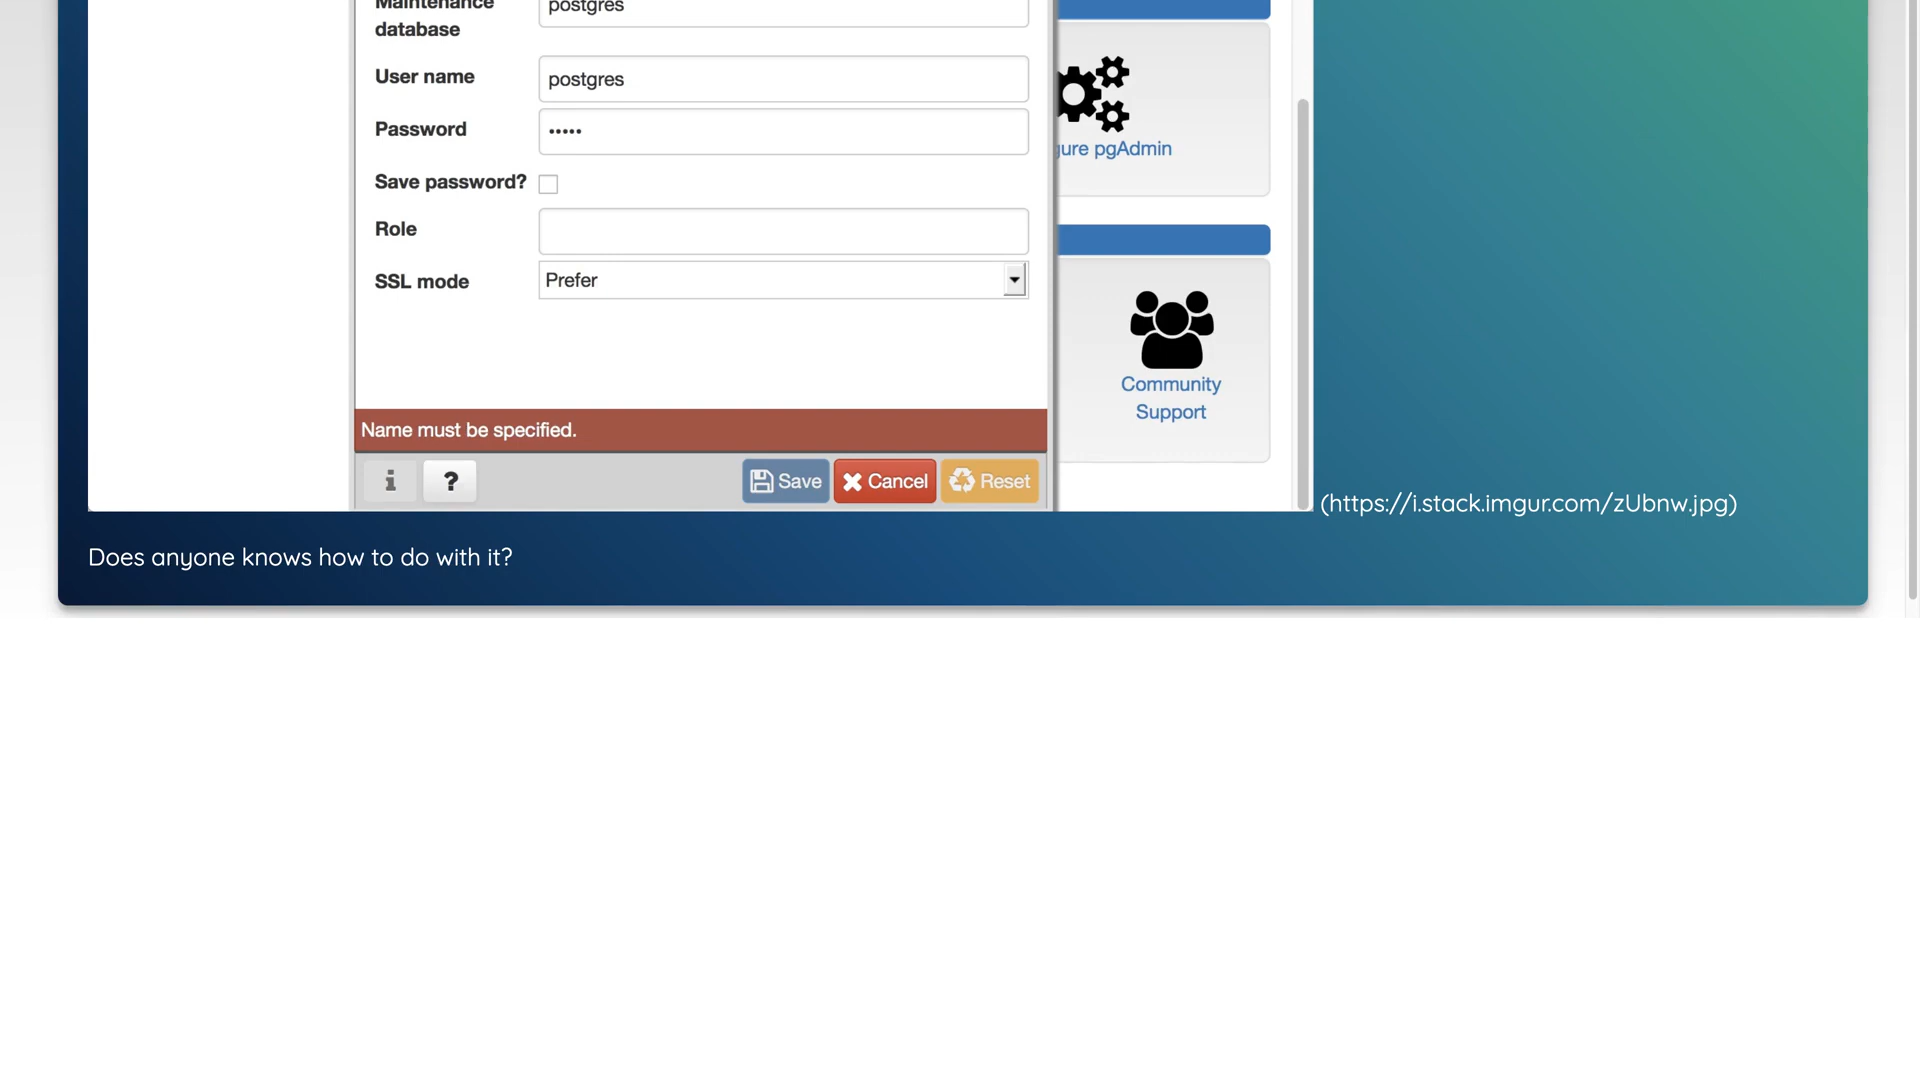 Maintenance
database
postgres
User name
postgres
Password
•••••
Save password?
Role
SSL mode
Prefer
Name must be specified.
i
?
Save
Cancel
Reset
gure pgAdmin
Community
Support
(https://i.stack.imgur.com/zUbnw.jpg)
Does anyone knows how to do with it?